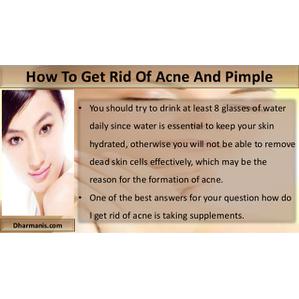 How To Get Rid Of Acne And Pimple
• You should try to drink at least 8 glasses of water
daily since water is essential to keep your skin
hydrated, otherwise you will not be able to remove
dead skin cells effectively, which may be the
reason for the formation of acne.
• One of the best answers for your question how do
I get rid of acne is taking supplements.
Dharmanis.com